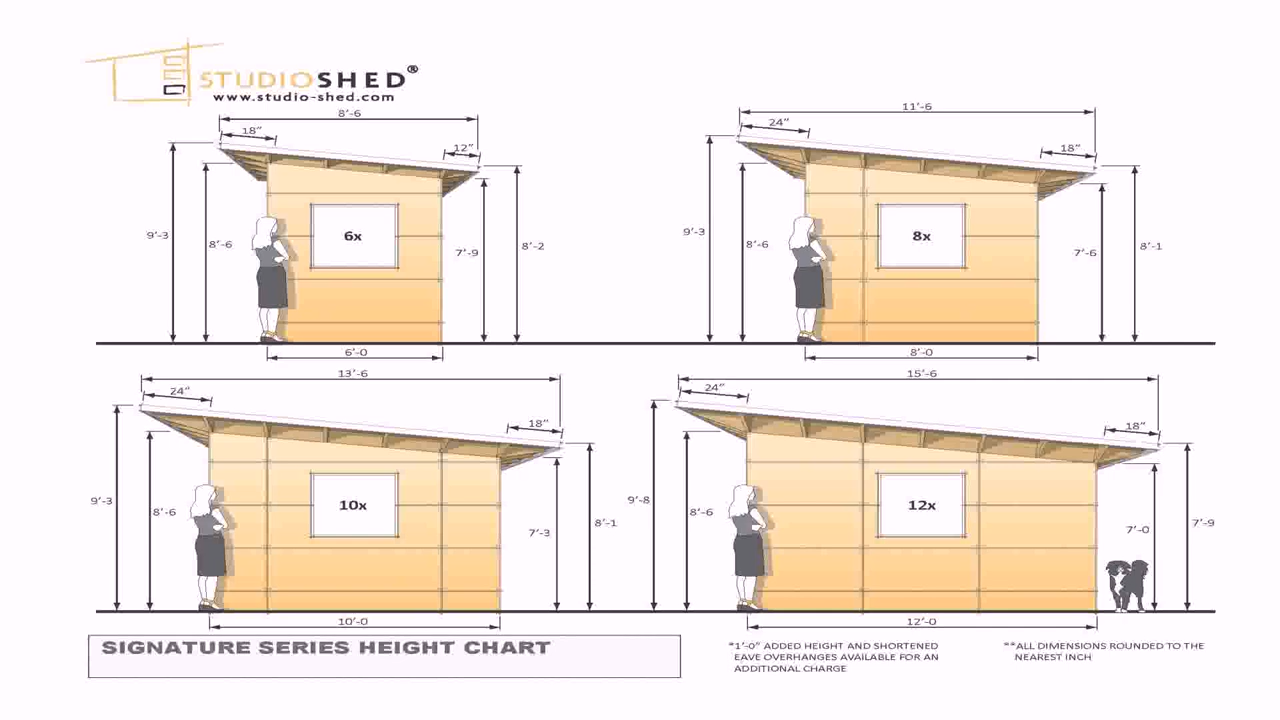 STUDIOSHED®
www.studio-shed.com
8'-6
18"
12"
9'-3
8'-6
6x
7'-9
8'-2
6'-0
11'-6
24"
18"
9'-3
8'-6
8x
7'-6
8'-1
8'-0
13'-6
24"
18"
9'-3
8'-6
10x
7'-3
8'-1
10'-0
15'-6
24"
18"
9'-8
8'-6
12x
7'-0
7'-9
12'-0
SIGNATURE SERIES HEIGHT CHART
*1'-0" ADDED HEIGHT AND SHORTENED
EAVE OVERHANGES AVAILABLE FOR AN
ADDITIONAL CHARGE
**ALL DIMENSIONS ROUNDED TO THE
NEAREST INCH